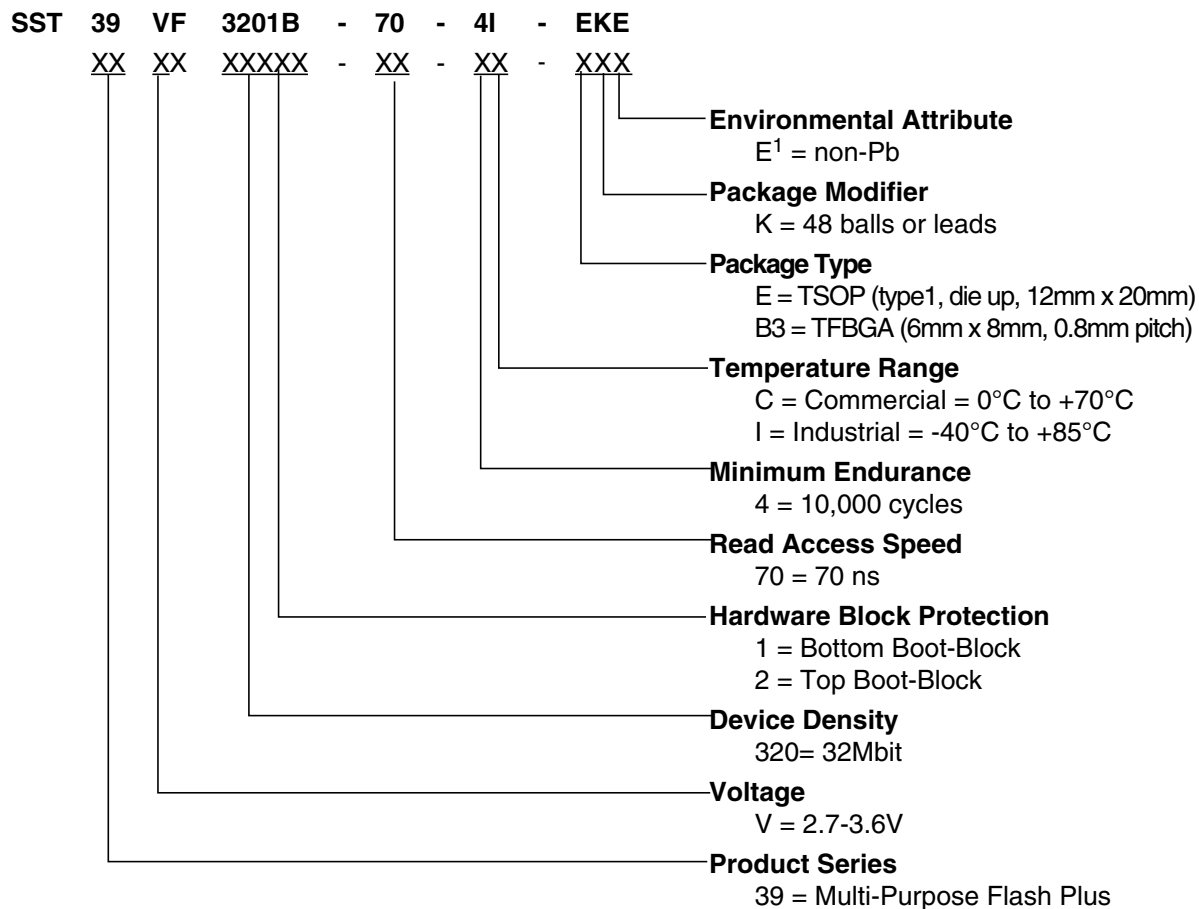 SST 39 VF 3201B - 70 - 4I - EKE
XX XX XXXXX - XX - XX - XXX
Environmental Attribute
E1 = non-Pb
Package Modifier
K = 48 balls or leads
Package Type
E = TSOP (type1, die up, 12mm x 20mm)
B3 = TFBGA (6mm x 8mm, 0.8mm pitch)
Temperature Range
C = Commercial = 0°C to +70°C
I = Industrial = -40°C to +85°C
Minimum Endurance
4 = 10,000 cycles
Read Access Speed
70 = 70 ns
Hardware Block Protection
1 = Bottom Boot-Block
2 = Top Boot-Block
Device Density
320= 32Mbit
Voltage
V = 2.7-3.6V
Product Series
39 = Multi-Purpose Flash Plus